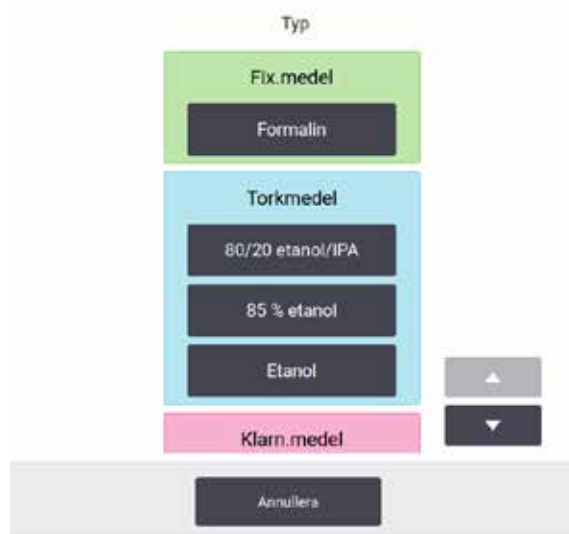 Typ
Fix.medel
Formalin
Torkmedel
80/20 etanol/IPA
85 % etanol
Etanol
Klarn.medel
Annullera